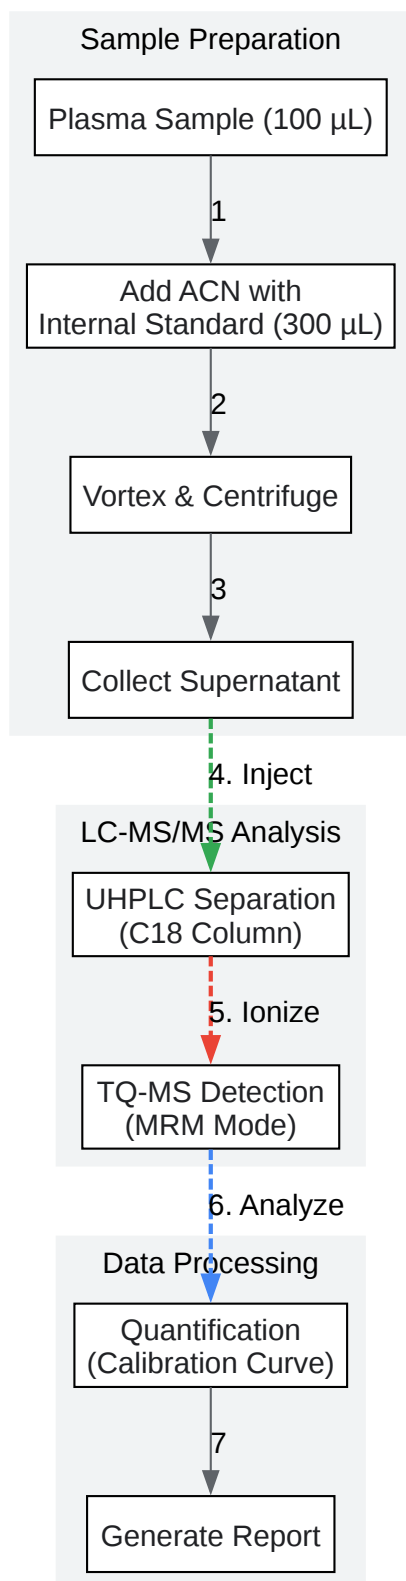 Sample Preparation
Plasma Sample (100 µL)
1
Add ACN with
Internal Standard (300 µL)
2
Vortex & Centrifuge
3
Collect Supernatant
4. Inject
LC-MS/MS Analysis
UHPLC Separation
(C18 Column)
5. Ionize
TQ-MS Detection
(MRM Mode)
6. Analyze
Data Processing
Quantification
(Calibration Curve)
7
Generate Report